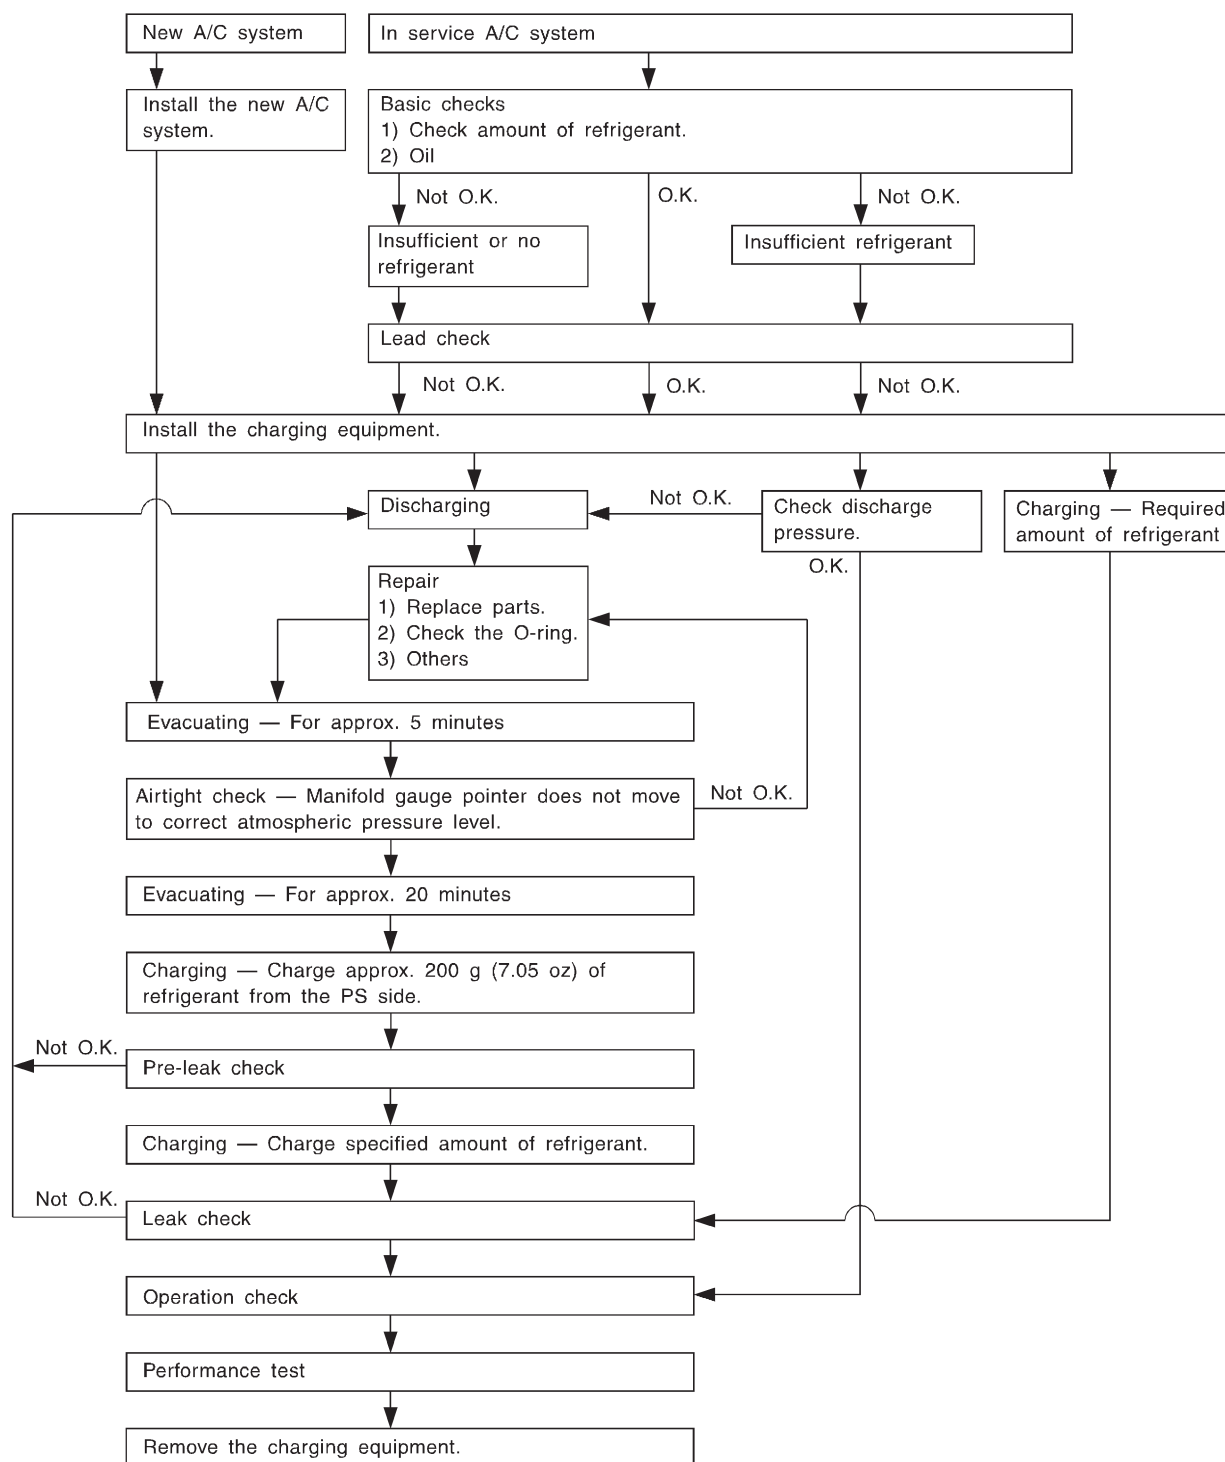 New A/C system
In service A/C system
Install the new A/C
system.
Basic checks
1) Check amount of refrigerant.
2) Oil
Not O.K.
O.K.
Not O.K.
Insufficient or no
refrigerant
Insufficient refrigerant
Lead check
Not O.K.
O.K.
Not O.K.
Install the charging equipment.
Discharging
Not O.K.
Check discharge
pressure.
Charging — Required
amount of refrigerant
O.K.
Repair
1) Replace parts.
2) Check the O-ring.
3) Others
Evacuating — For approx. 5 minutes
Airtight check — Manifold gauge pointer does not move
to correct atmospheric pressure level.
Not O.K.
Evacuating — For approx. 20 minutes
Charging — Charge approx. 200 g (7.05 oz) of
refrigerant from the PS side.
Not O.K.
Pre-leak check
Charging — Charge specified amount of refrigerant.
Not O.K.
Leak check
Operation check
Performance test
Remove the charging equipment.